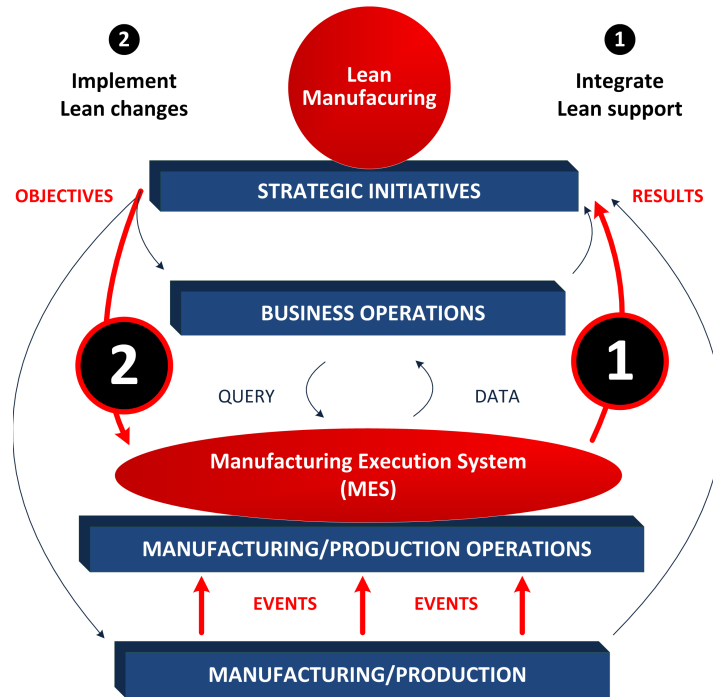 2
Implement
Lean changes
Lean
Manufacuring
1
Integrate
Lean support
OBJECTIVES
STRATEGIC INITIATIVES
RESULTS
BUSINESS OPERATIONS
2
1
QUERY
DATA
Manufacturing Execution System
(MES)
MANUFACTURING/PRODUCTION OPERATIONS
EVENTS
EVENTS
MANUFACTURING/PRODUCTION